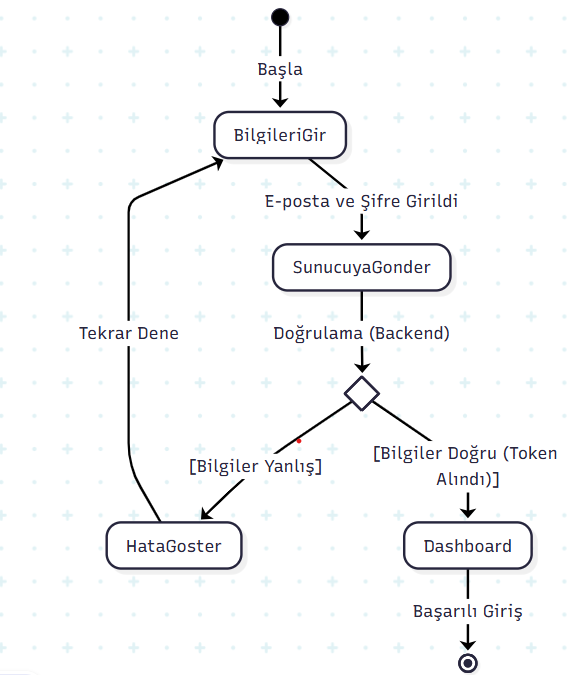 Başla
BilgileriGir
E-posta ve Şifre Girildi
SunucuyaGonder
Doğrulama (Backend)
Tekrar Dene
[Bilgiler Yanlış]
[Bilgiler Doğru (Token
Alındı)]
HataGoster
Dashboard
Başarılı Giriş